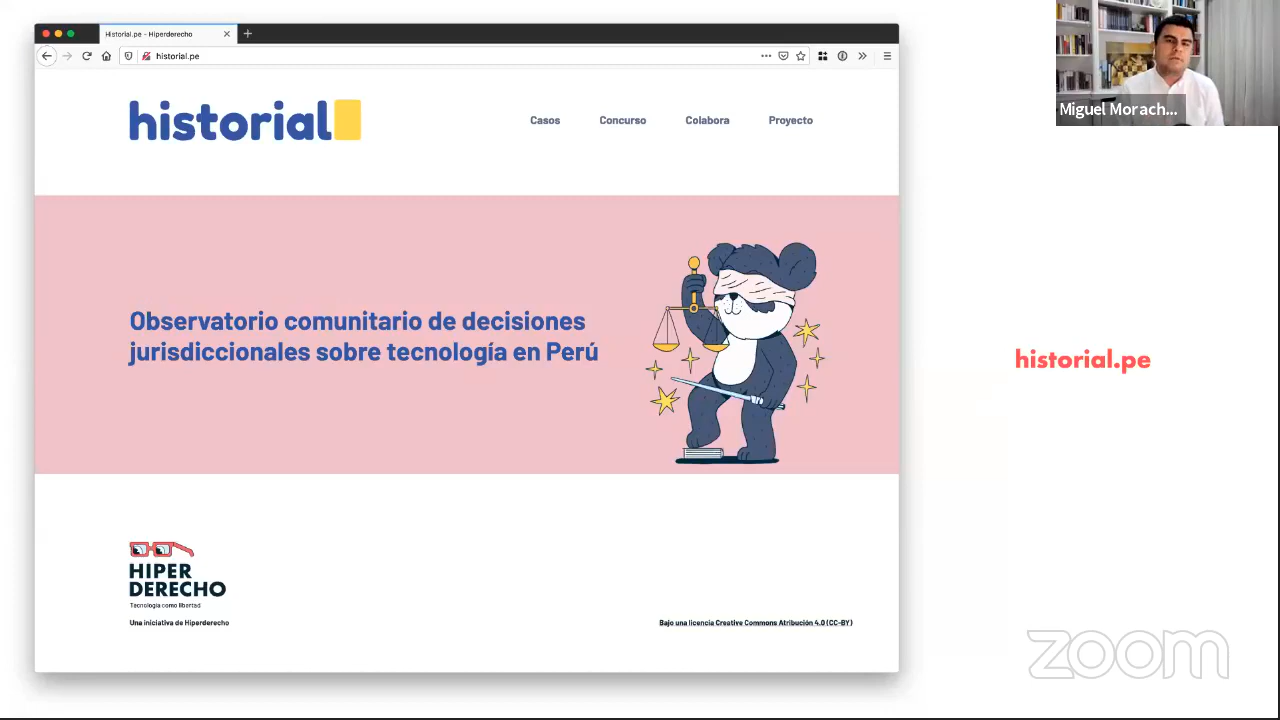 Historial.pe - Hiperderecho
historial.pe
historial
Casos
Concurso
Colabora
Proyecto
Observatorio comunitario de decisiones
jurisdiccionales sobre tecnología en Perú
HIPER
DERECHO
Tecnología como libertad
Una iniciativa de Hiperderecho
Bajo una licencia Creative Commons Atribución 4.0 (CC-BY)
Miguel Morach...
historial.pe
zoom